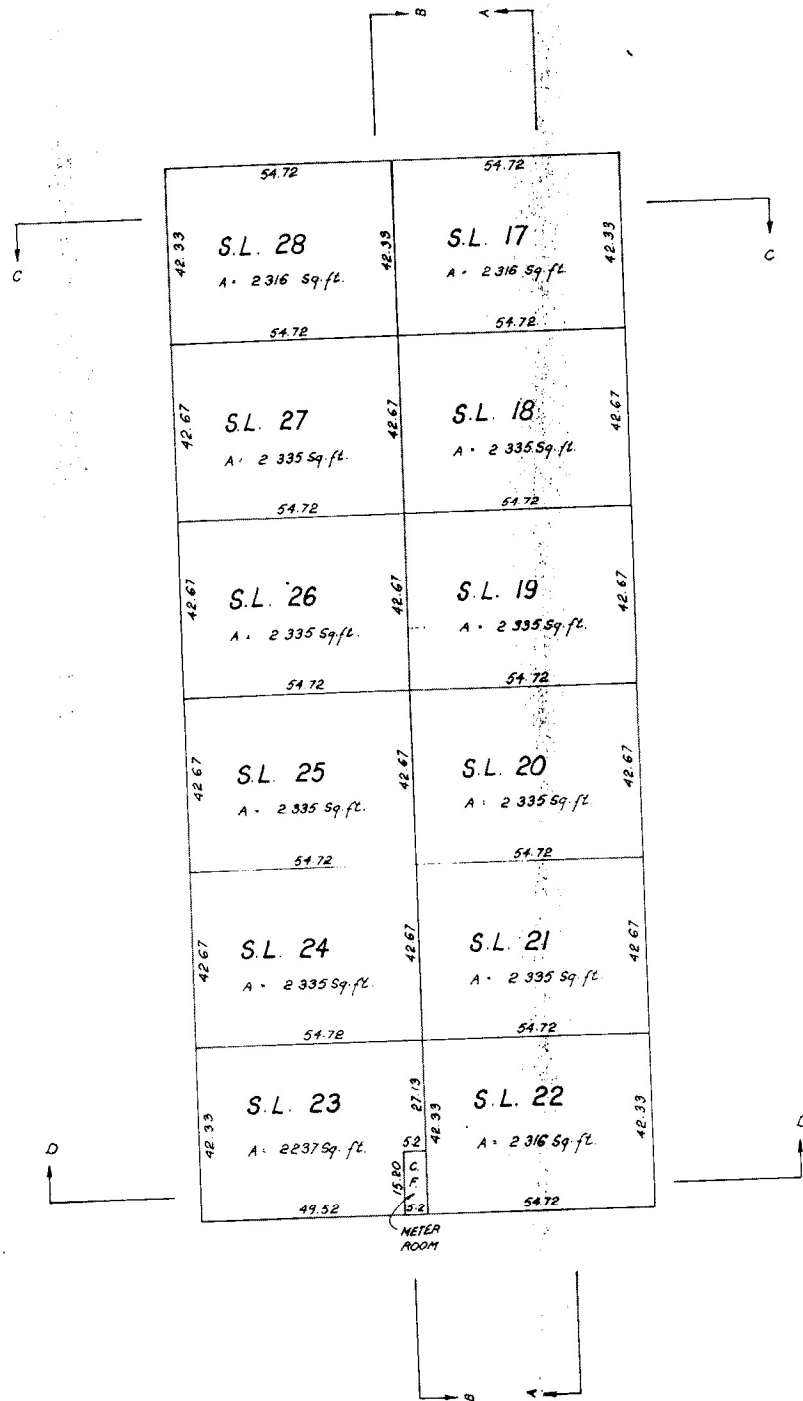 B A
54.72 54.72
C C
42.33 S.L. 28 42.33 S.L. 17 42.33
A = 2316 Sq.ft. A = 2316 Sq.ft.
54.72 54.72
42.67 S.L. 27 42.67 S.L. 18 42.67
A = 2335 Sq.ft. A = 2335 Sq.ft.
54.72 54.72
42.67 S.L. 26 42.67 S.L. 19 42.67
A = 2335 Sq.ft. A = 2335 Sq.ft.
54.72 54.72
42.67 S.L. 25 42.67 S.L. 20 42.67
A = 2335 Sq.ft. A = 2335 Sq.ft.
54.72 54.72
42.67 S.L. 24 42.67 S.L. 21 42.67
A = 2335 Sq.ft. A = 2335 Sq.ft.
54.72 54.72
D D
42.33 S.L. 23 27.13 42.33 S.L. 22 42.33
A = 2237 Sq.ft. 5.2 A = 2316 Sq.ft.
15.20 C.
P.
49.52 5.2 54.72
METER
ROOM
B A